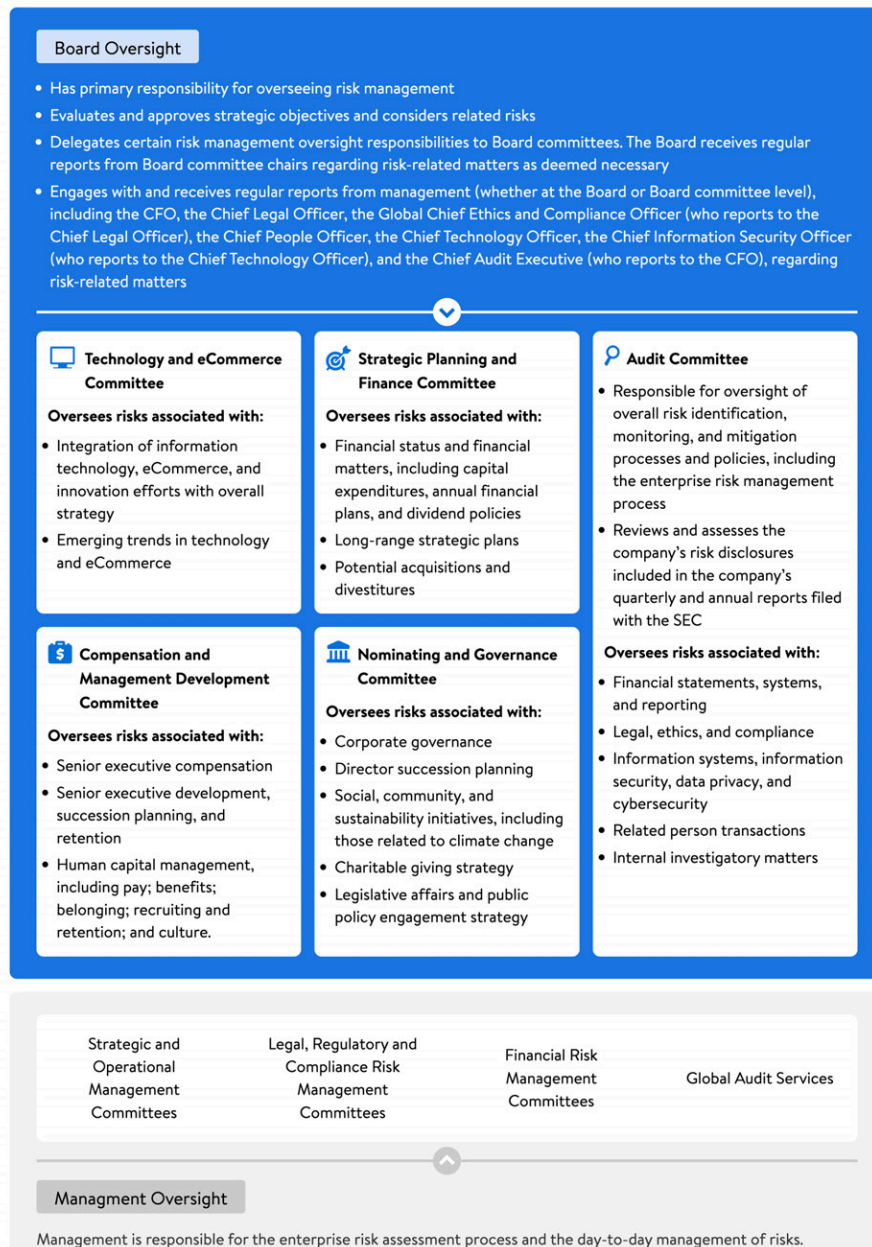 Board Oversight
• Has primary responsibility for overseeing risk management
• Evaluates and approves strategic objectives and considers related risks
• Delegates certain risk management oversight responsibilities to Board committees. The Board receives regular
reports from Board committee chairs regarding risk-related matters as deemed necessary
• Engages with and receives regular reports from management (whether at the Board or Board committee level),
including the CFO, the Chief Legal Officer, the Global Chief Ethics and Compliance Officer (who reports to the
Chief Legal Officer), the Chief People Officer, the Chief Technology Officer, the Chief Information Security Officer
(who reports to the Chief Technology Officer), and the Chief Audit Executive (who reports to the CFO), regarding
risk-related matters
Technology and eCommerce
Committee
Oversees risks associated with:
• Integration of information
technology, eCommerce, and
innovation efforts with overall
strategy
• Emerging trends in technology
and eCommerce
Strategic Planning and
Finance Committee
Oversees risks associated with:
• Financial status and financial
matters, including capital
expenditures, annual financial
plans, and dividend policies
• Long-range strategic plans
• Potential acquisitions and
divestitures
Audit Committee
• Responsible for oversight of
overall risk identification,
monitoring, and mitigation
processes and policies, including
the enterprise risk management
process
• Reviews and assesses the
company's risk disclosures
included in the company's
quarterly and annual reports filed
with the SEC
Oversees risks associated with:
• Financial statements, systems,
and reporting
• Legal, ethics, and compliance
• Information systems, information
security, data privacy, and
cybersecurity
• Related person transactions
• Internal investigatory matters
Compensation and
Management Development
Committee
Oversees risks associated with:
• Senior executive compensation
• Senior executive development,
succession planning, and
retention
• Human capital management,
including pay; benefits;
belonging; recruiting and
retention; and culture.
Nominating and Governance
Committee
Oversees risks associated with:
• Corporate governance
• Director succession planning
• Social, community, and
sustainability initiatives, including
those related to climate change
• Charitable giving strategy
• Legislative affairs and public
policy engagement strategy
Strategic and
Operational
Management
Committees
Legal, Regulatory and
Compliance Risk
Management
Committees
Financial Risk
Management
Committees
Global Audit Services
Managment Oversight
Management is responsible for the enterprise risk assessment process and the day-to-day management of risks.